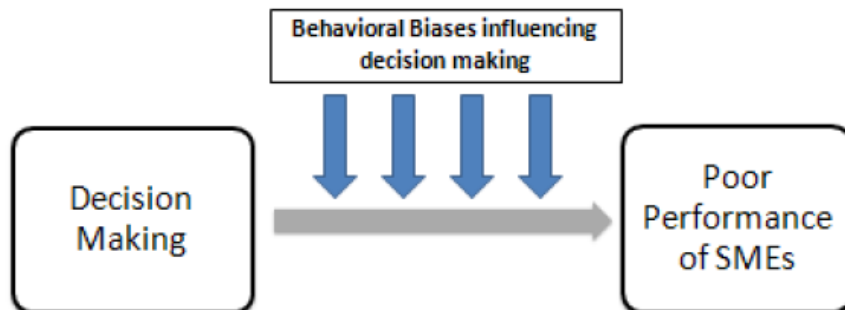 Behavioral Biases influencing
decision making
Decision
Making
Poor
Performance
of SMEs